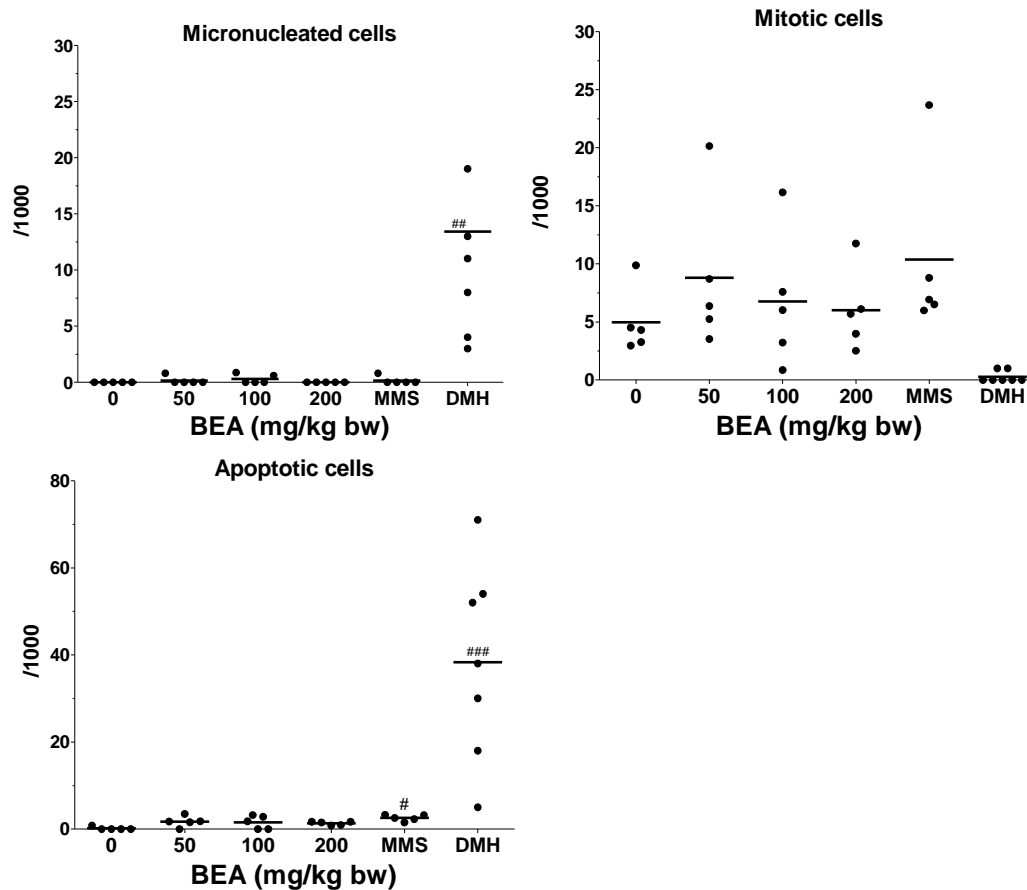 Micronucleated cells
30
25
20
15
10
5
0
/1000
##
0 50 100 200 MMS DMH
BEA (mg/kg bw)
Mitotic cells
30
25
20
15
10
5
0
/1000
0 50 100 200 MMS DMH
BEA (mg/kg bw)
Apoptotic cells
80
60
40
20
0
/1000
###
#
0 50 100 200 MMS DMH
BEA (mg/kg bw)